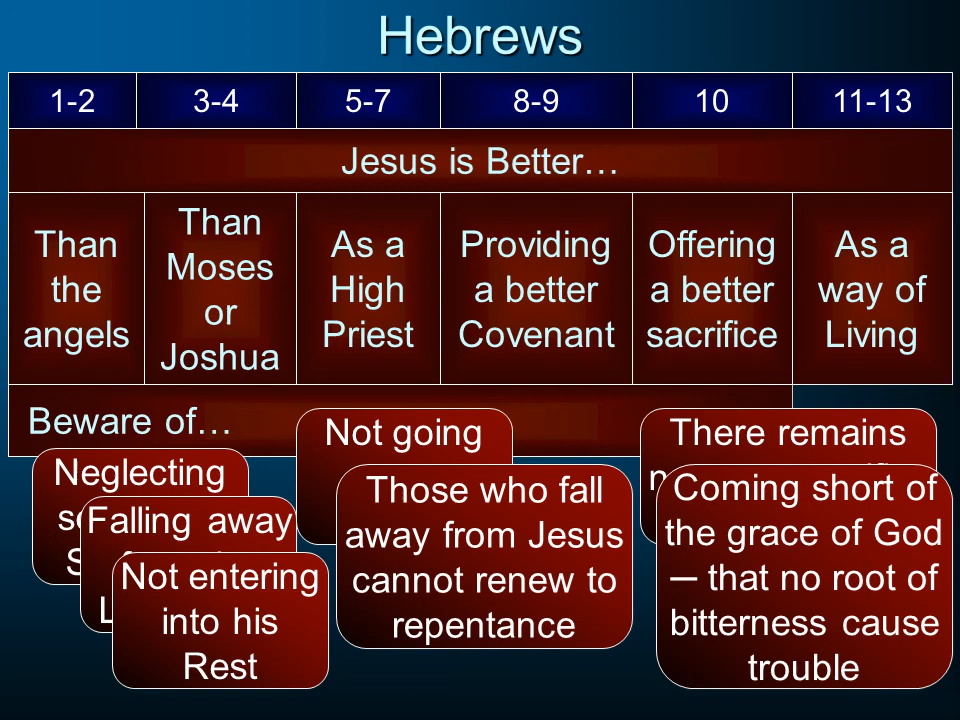 Hebrews
1-2 3-4 5-7 8-9 10 11-13
Jesus is Better…
Than
the
angels
Than
Moses
or
Joshua
As a
High
Priest
Providing
a better
Covenant
Offering
a better
sacrifice
As a
way of
Living
Beware of…
Neglecting
Falling away
Not entering
into his
Rest
Not going
Those who fall
away from Jesus
cannot renew to
repentance
There remains
Coming short of
the grace of God
─ that no root of
bitterness cause
trouble